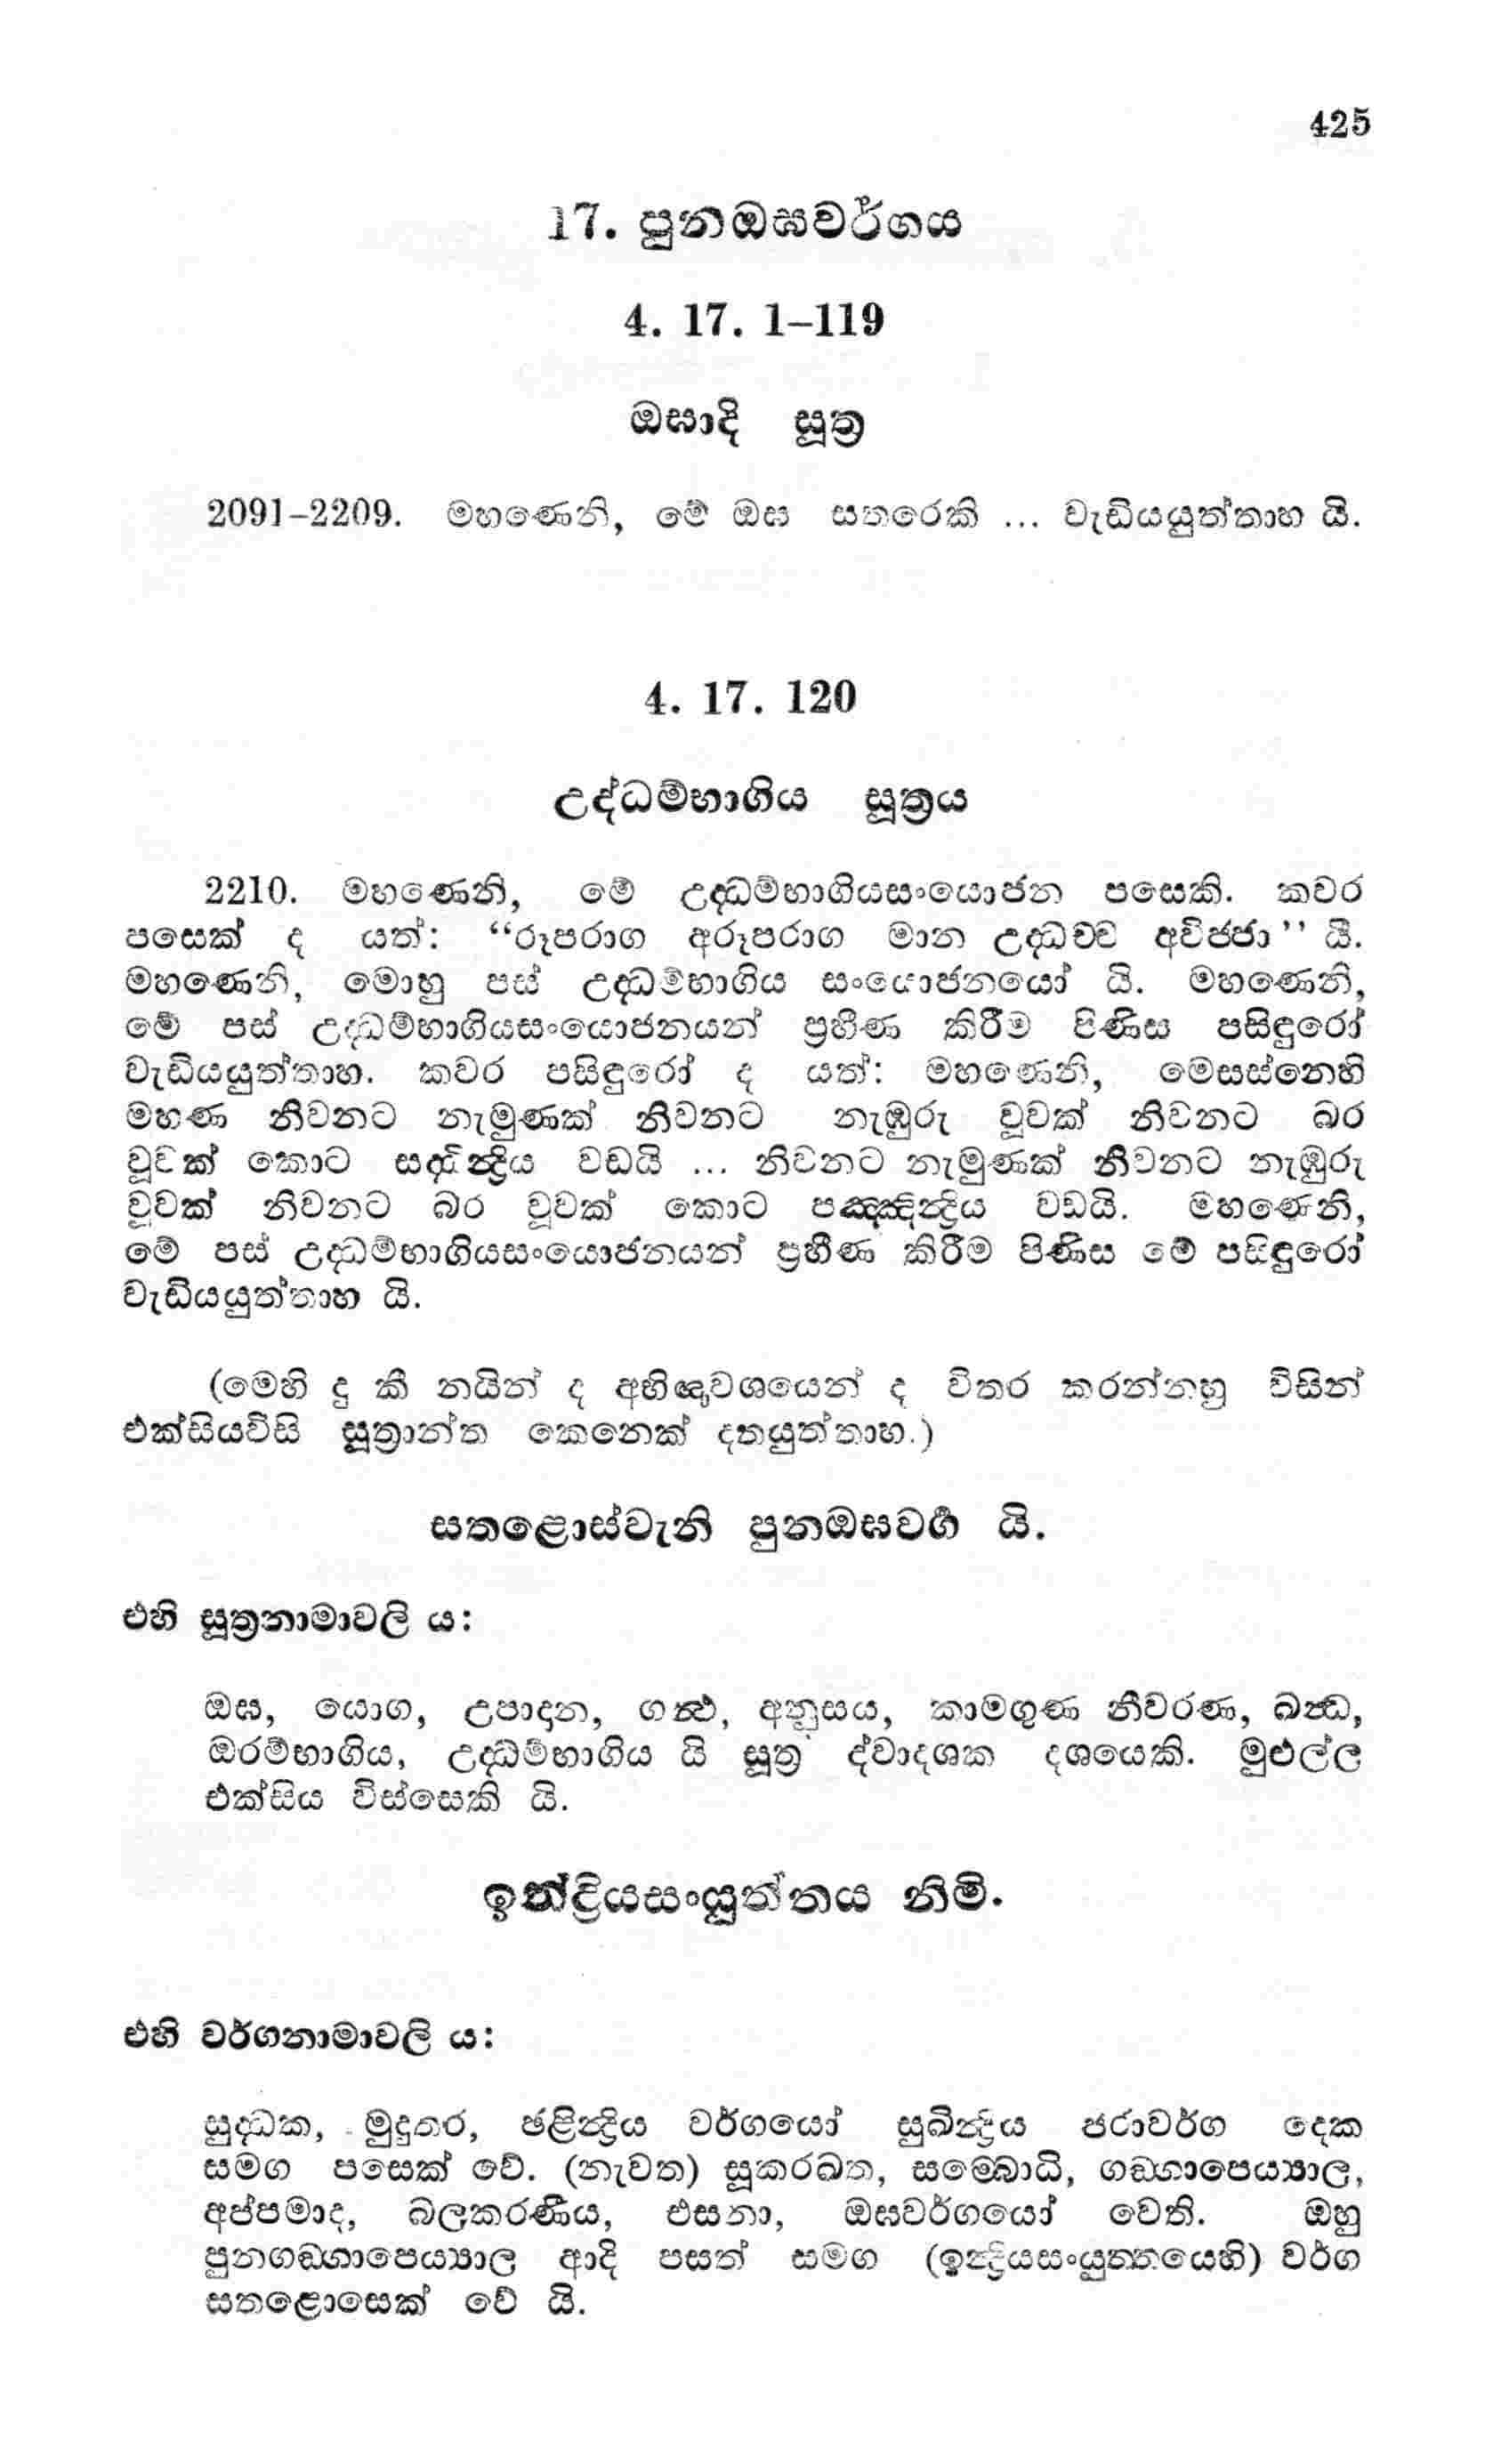 425
17. පුනඔඝවර්ගය
4. 17. 1–119
ඔඝාදි සූත්‍ර
2091–2209. මහණෙනි, මේ ඔඝ සතරෙකි ... වැඩියයුත්තාහ යි.
4. 17. 120
උද්ධම්භාගිය සූත්‍රය
2210. මහණෙනි, මේ උද්‍ධම්භාගියසංයොජන පසෙකි. කවර
පසෙක් ද යත්: “රූපරාග අරූපරාග මාන උද්‍ධච්ච අවිජ්ජා” යි.
මහණෙනි, මොහු පස් උද්‍ධම්භාගිය සංයොජනයෝ යි. මහණෙනි,
මේ පස් උද්‍ධම්භාගියසංයොජනයන් ප්‍රහීණ කිරීම පිණිස පසිඳුරෝ
වැඩියයුත්තාහ. කවර පසිඳුරෝ ද යත්: මහණෙනි, මෙසස්නෙහි
මහණ නිවනට නැමුණක් නිවනට නැඹුරු වූවක් නිවනට බර
වූවක් කොට සද්‍ධින්‍ද්‍රිය වඩයි ... නිවනට නැමුණක් නිවනට නැඹුරු
වූවක් නිවනට බර වූවක් කොට පඤ්ඤින්‍ද්‍රිය වඩයි. මහණෙනි,
මේ පස් උද්‍ධම්භාගියසංයොජනයන් ප්‍රහීණ කිරීම පිණිස මේ පසිඳුරෝ
වැඩියයුත්තාහ යි.
(මෙහි දු කී නයින් ද අභිඥාවශයෙන් ද විතර කරන්නහු විසින්
එක්සියවිසි සූත්‍රාන්ත කෙනෙක් දතයුත්තාහ.)
සතළොස්වැනි පුනඔඝවර්‍ග යි.
එහි සූත්‍රනාමාවලි ය:
ඔඝ, යොග, උපාදාන, ගන්‍ථ, අනුසය, කාමගුණ නීවරණ, ඛන්‍ධ,
ඔරම්භාගිය, උද්‍ධම්භාගිය යි සූත්‍ර ද්වාදශක දශයෙකි. මුළුල්ල
එක්සිය විස්සෙකි යි.
ඉන්ද්‍රියසංයුත්තය නිමි.
එහි වර්ගනාමාවලි ය:
සුද්‍ධක, මුදුතර, ඡළින්‍ද්‍රිය වර්ගයෝ සුඛින්‍ද්‍රිය ජරාවර්ග දෙක
සමග පසෙක් වේ. (නැවත) සූකරඛත, සම්බොධි, ගඞ්ගාපෙය්‍යාල,
අප්පමාද, බලකරණීය, එසනා, ඔඝවර්ගයෝ වෙති. ඔහු
පුනගඞ්ගාපෙය්‍යාල ආදි පසත් සමග (ඉන්‍ද්‍රියසංයුත්තයෙහි) වර්ග
සතළොසෙක් වේ යි.